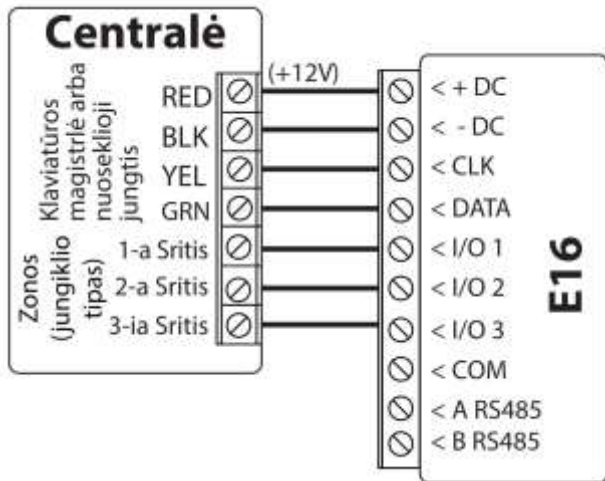 Centralė
Klaviatūros
magistrlė arba
nuoseklioji
jungtis
Zonos
(jungiklio
tipas)
RED
BLK
YEL
GRN
1-a Sritis
2-a Sritis
3-ia Sritis
(+12V)
< + DC
< - DC
< CLK
< DATA
< I/O 1
< I/O 2
< I/O 3
< COM
< A RS485
< B RS485
E16